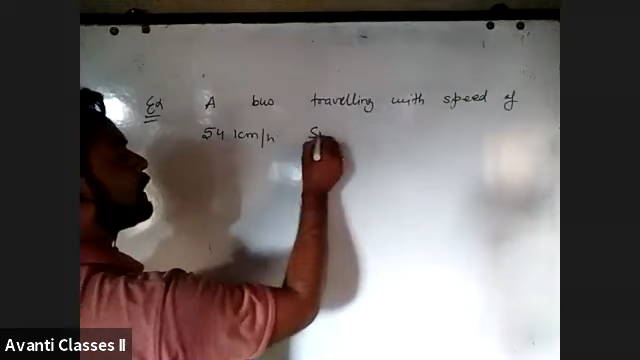 Ex A bus travelling with speed of
54 km/h S
Avanti Classes II